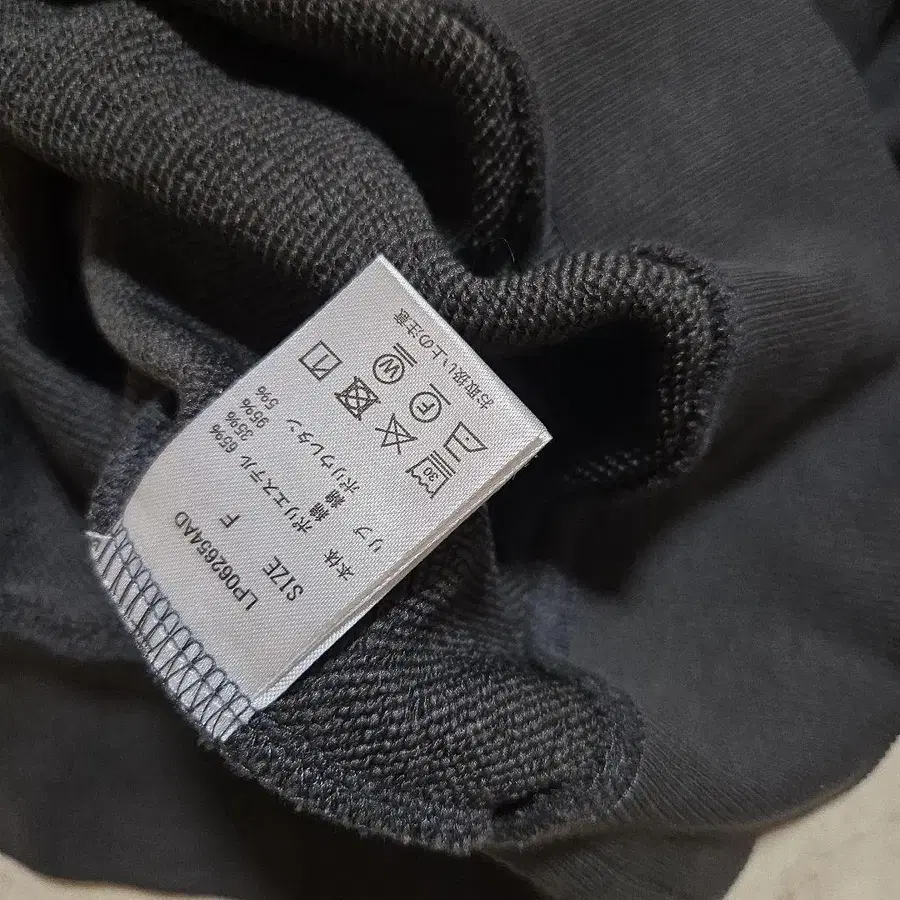 LP062654AD
SIZE F
本体 ポリエステル 65%
綿 35%
リブ 綿 95%
ポリウレタン 5%
30
F W
お取扱い上の注意